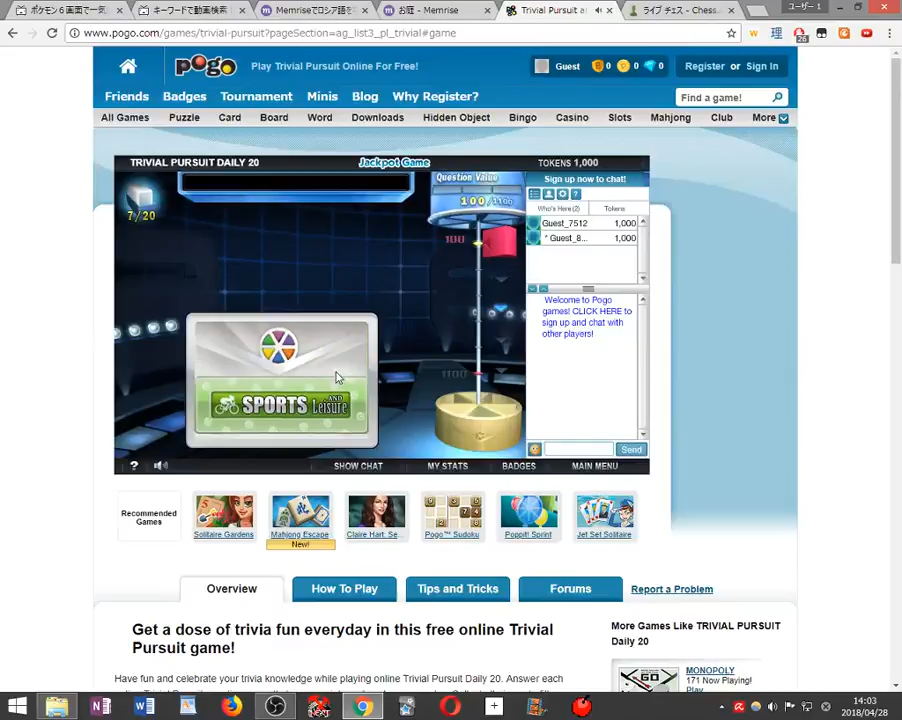 ポケモン６画面で一気...
キーワードで動画検索
Memriseでロシア語を
お庭 - Memrise
Trivial Pursuit a
ライブ チェス - Chess.
ユーザー 1
https://www.pogo.com/games/trivial-pursuit?pageSection=ag_list3_pl_trivial#game
理
26
pogo
Play Trivial Pursuit Online For Free!
Guest
0
0
0
Register or Sign In
Friends
Badges
Tournament
Minis
Blog
Why Register?
Find a game!
All Games
Puzzle
Card
Board
Word
Downloads
Hidden Object
Bingo
Casino
Slots
Mahjong
Club
More
TRIVIAL PURSUIT DAILY 20
Jackpot Game
TOKENS 1,000
7/20
Question Value
100/1100
100
1100
SPORTS AND Leisure
Sign up now to chat!
Who's Here (2)
Tokens
Guest_7512
1,000
* Guest_8...
1,000
Welcome to Pogo
games! CLICK HERE to
sign up and chat with
other players!
Send
?
SHOW CHAT
MY STATS
BADGES
MAIN MENU
Recommended
Games
Solitaire Gardens
Mahjong Escape
New!
Claire Hart: Se...
Pogo™ Sudoku
Poppit! Sprint
Jet Set Solitaire
Overview
How To Play
Tips and Tricks
Forums
Report a Problem
Get a dose of trivia fun everyday in this free online Trivial
Pursuit game!
Have fun and celebrate your trivia knowledge while playing online Trivial Pursuit Daily 20. Answer each
More Games Like TRIVIAL PURSUIT
Daily 20
MONOPOLY
171 Now Playing!
Play
14:03
2018/04/28